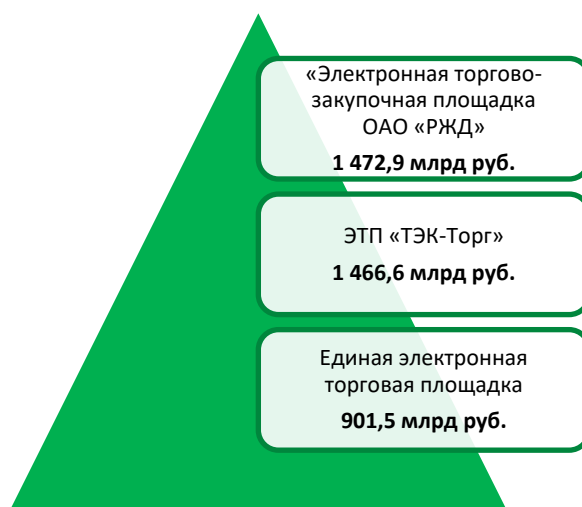 «Электронная торгово-
закупочная площадка
ОАО «РЖД»
1 472,9 млрд руб.
ЭТП «ТЭК-Торг»
1 466,6 млрд руб.
Единая электронная
торговая площадка
901,5 млрд руб.